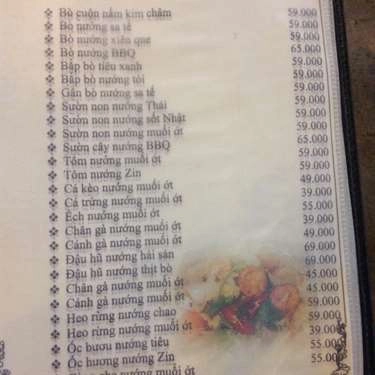 Bò cuộn nấm kim châm 59.000
Bò nướng sa tế 59.000
Bò nướng xiên que 59.000
Bò nướng BBQ 65.000
Bắp bò tiêu xanh 59.000
Bắp bò nướng tỏi 59.000
Gân bò nướng sa tế 59.000
Sườn non nướng Thái 59.000
Sườn non nướng sốt Nhật 59.000
Sườn non nướng muối ớt 59.000
Sườn cây nướng BBQ 65.000
Tôm nướng muối ớt 59.000
Tôm nướng Zin 59.000
Cá kèo nướng muối ớt 49.000
Cá trứng nướng muối ớt 39.000
Ếch nướng muối ớt 55.000
Chân gà nướng muối ớt 39.000
Cánh gà nướng muối ớt 49.000
Đậu hũ nướng hải sản 69.000
Đậu hũ nướng thịt bò 69.000
Chân gà nướng muối ớt 45.000
Cánh gà nướng muối ớt 45.000
Heo rừng nướng chao 59.000
Heo rừng nướng muối ớt 59.000
Ốc bươu nướng tiêu 39.000
Ốc hương nướng Zin 55.000
nướng muối ớt 55.000